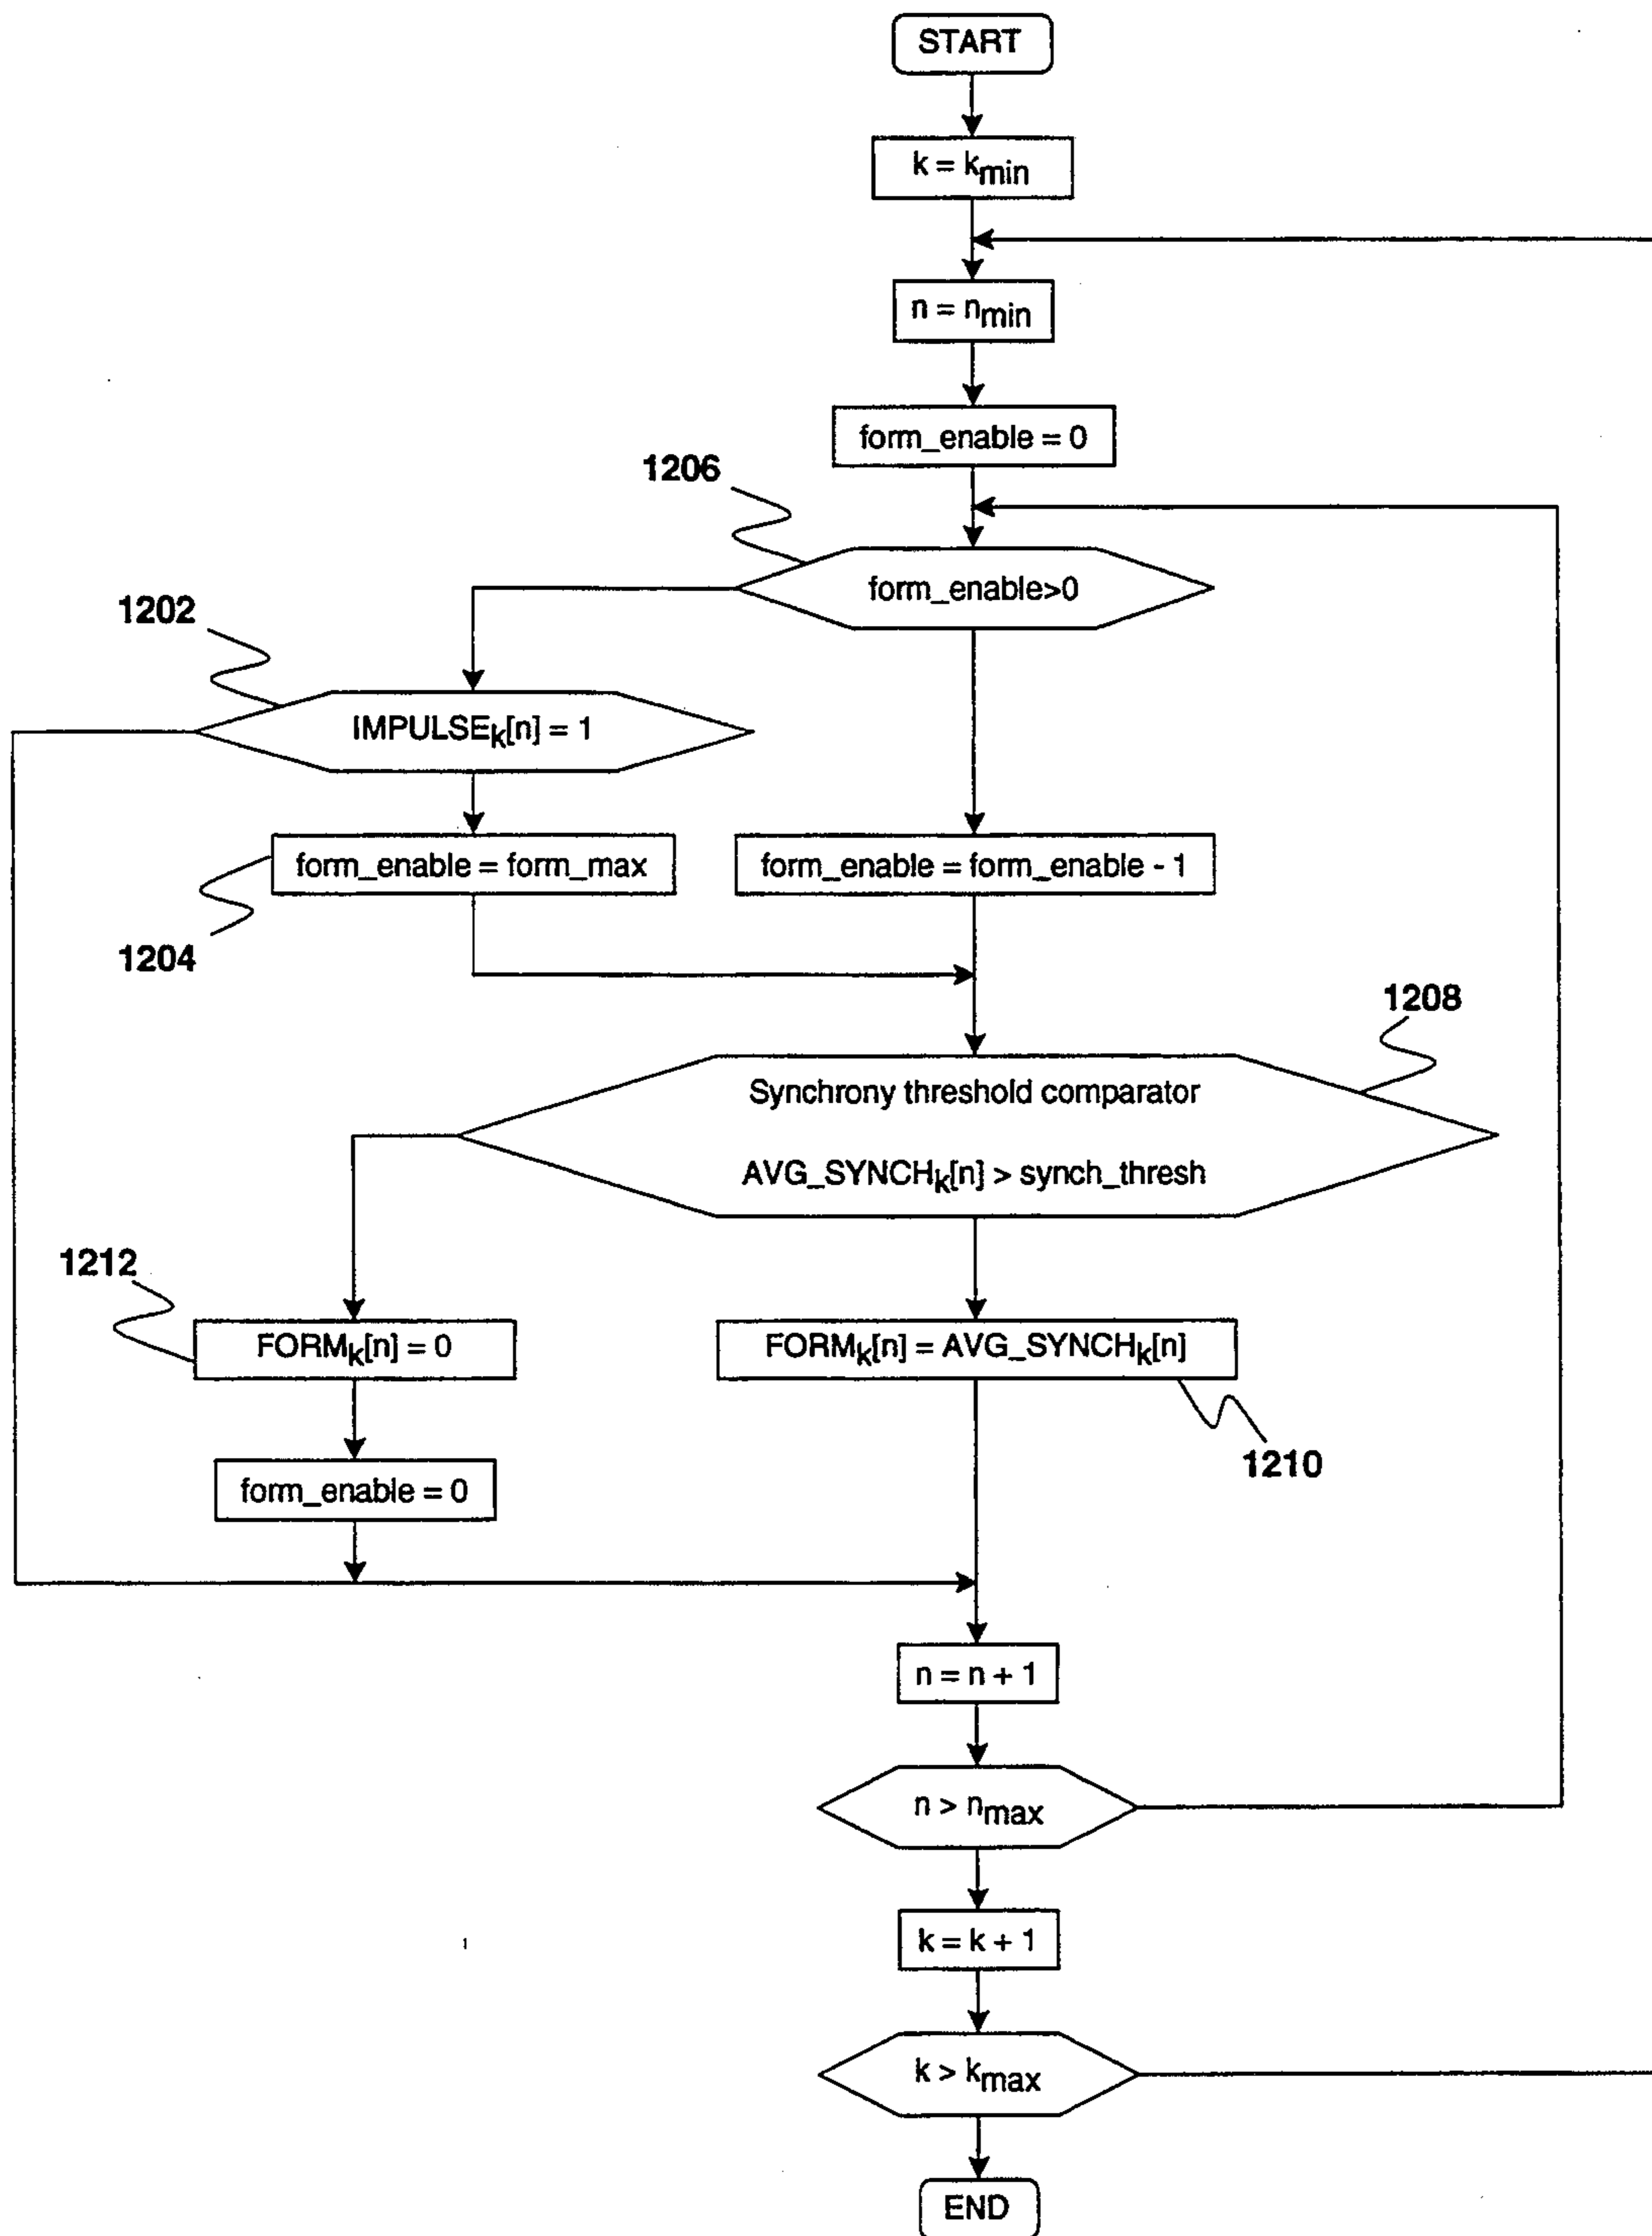 START
k = kmin
n = nmin
form_enable = 0
1206
form_enable>0
1202
IMPULSEk[n] = 1
form_enable = form_max
form_enable = form_enable - 1
1204
1208
Synchrony threshold comparator
AVG_SYNCHk[n] > synch_thresh
1212
FORMk[n] = 0
FORMk[n] = AVG_SYNCHk[n]
1210
form_enable = 0
n = n + 1
n > nmax
k = k + 1
k > kmax
END